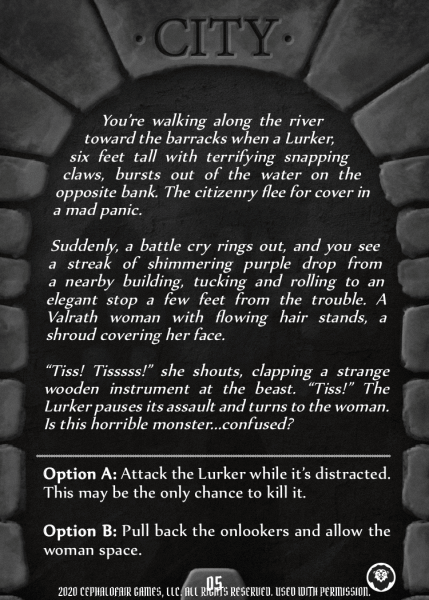 · CITY ·
You're walking along the river
toward the barracks when a Lurker,
six feet tall with terrifying snapping
claws, bursts out of the water on the
opposite bank. The citizenry flee for cover in
a mad panic.
Suddenly, a battle cry rings out, and you see
a streak of shimmering purple drop from
a nearby building, tucking and rolling to an
elegant stop a few feet from the trouble. A
Valrath woman with flowing hair stands, a
shroud covering her face.
“Tiss! Tisssss!” she shouts, clapping a strange
wooden instrument at the beast. “Tiss!” The
Lurker pauses its assault and turns to the woman.
Is this horrible monster...confused?
Option A: Attack the Lurker while it's distracted.
This may be the only chance to kill it.
Option B: Pull back the onlookers and allow the
woman space.
05
2020 CEPHALOFAIR GAMES, LLC. ALL RIGHTS RESERVED. USED WITH PERMISSION.